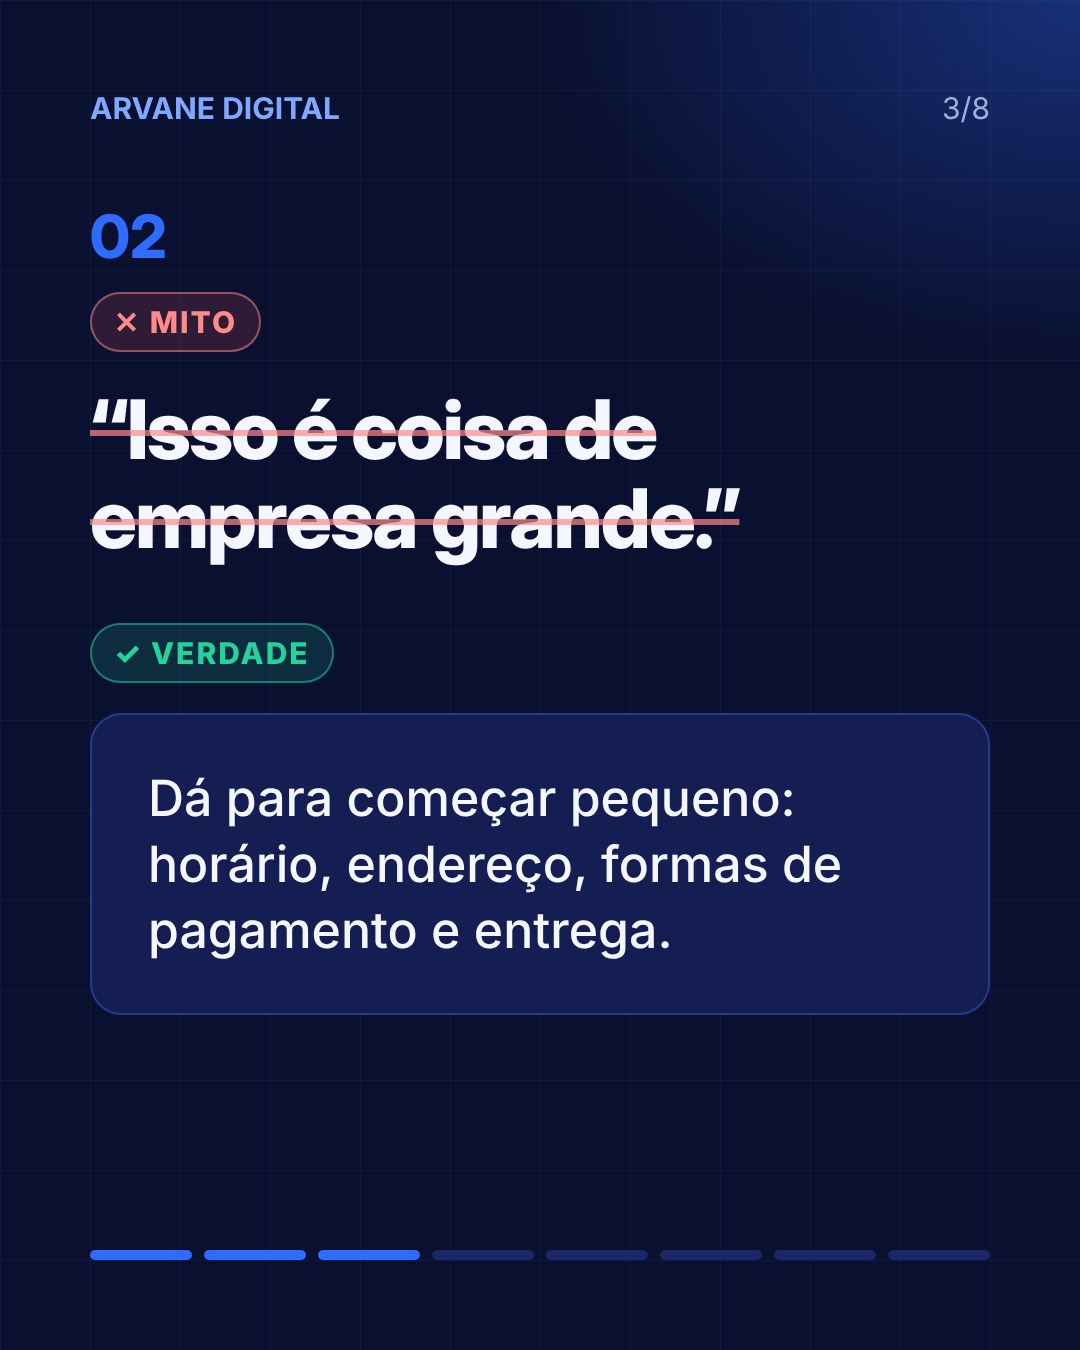 ARVANE DIGITAL
3/8
02
✕ MITO
“Isso é coisa de
empresa grande.”
✓ VERDADE
Dá para começar pequeno:
horário, endereço, formas de
pagamento e entrega.